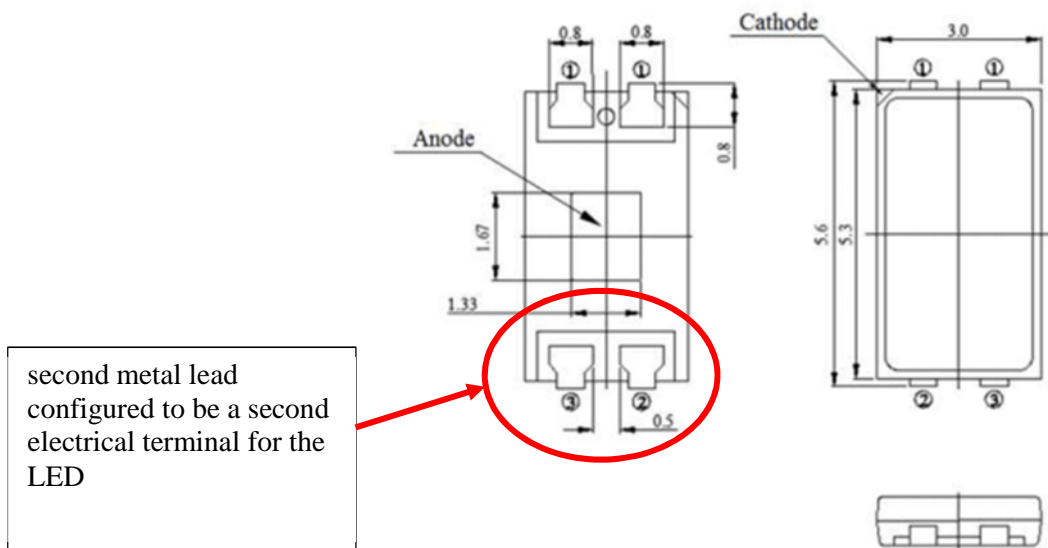 0.8
0.8
Cathode
3.0
①
①
①
①
Anode
0.8
1.67
5.6
5.3
1.33
③
②
②
③
0.5
second metal lead
configured to be a second
electrical terminal for the
LED